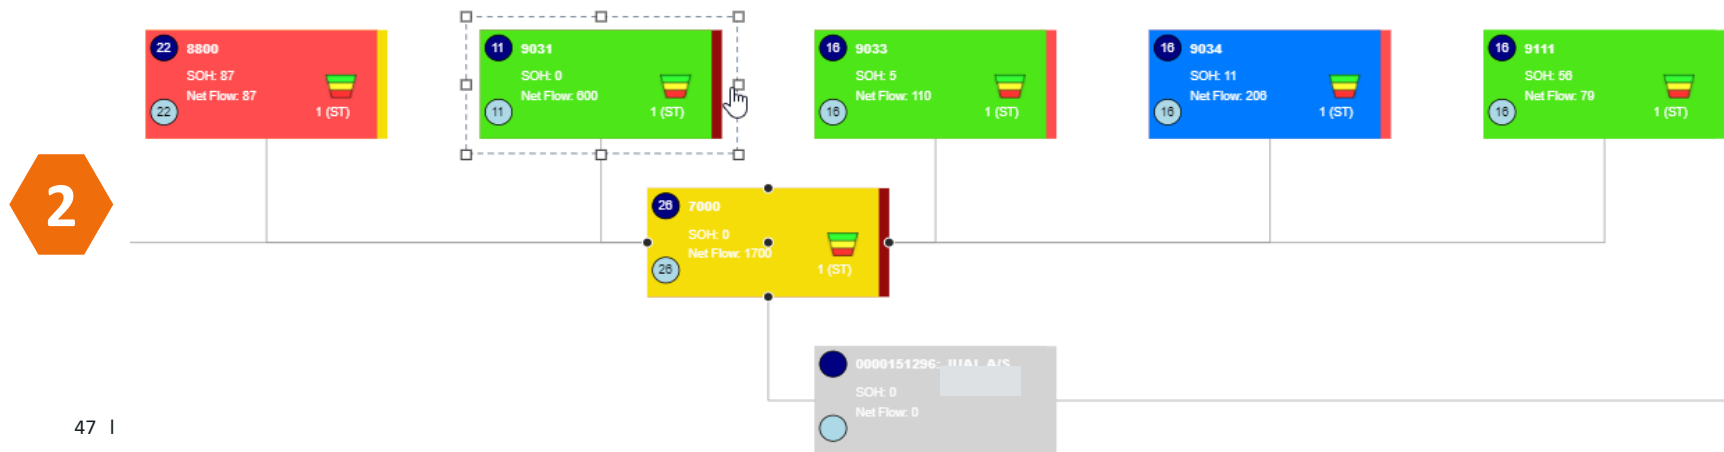 22 8800
SOH: 87
Net Flow: 87
22
1 (ST)
11 9031
SOH: 0
Net Flow: 600
11
1 (ST)
16 9033
SOH: 5
Net Flow: 110
16
1 (ST)
16 9034
SOH: 11
Net Flow: 206
16
1 (ST)
16 9111
SOH: 56
Net Flow: 79
16
1 (ST)
2
26 7000
SOH: 0
Net Flow: 1700
26
1 (ST)
0000151296: A/S
SOH: 0
Net Flow: 0
47 |